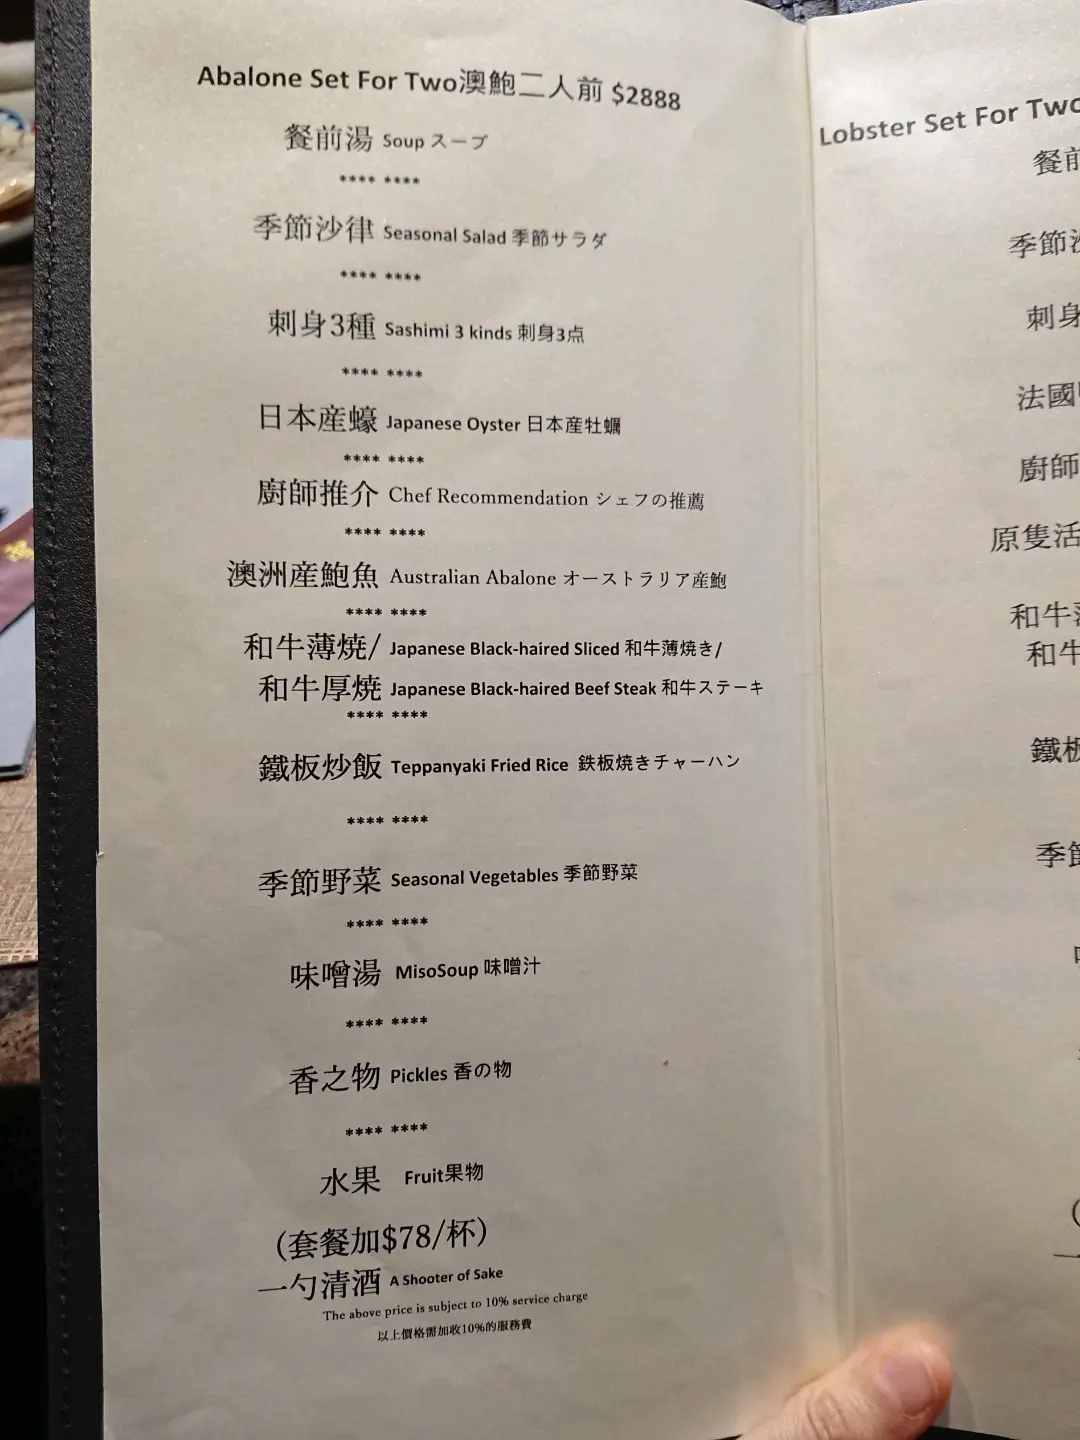 Abalone Set For Two澳鮑二人前 $2888
餐前湯 Soup スープ
**** ****
季節沙律 Seasonal Salad 季節サラダ
**** ****
刺身3種 Sashimi 3 kinds 刺身3点
**** ****
日本産蠔 Japanese Oyster 日本産牡蠣
**** ****
廚師推介 Chef Recommendation シェフの推薦
**** ****
澳洲産鮑魚 Australian Abalone オーストラリア産鮑
**** ****
和牛薄焼/ Japanese Black-haired Sliced 和牛薄焼き/
和牛厚焼 Japanese Black-haired Beef Steak 和牛ステーキ
**** ****
鐵板炒飯 Teppanyaki Fried Rice 鉄板焼きチャーハン
**** ****
季節野菜 Seasonal Vegetables 季節野菜
**** ****
味噌湯 MisoSoup 味噌汁
**** ****
香之物 Pickles 香の物
**** ****
水果 Fruit果物
(套餐加$78/杯)
一勺清酒 A Shooter of Sake
The above price is subject to 10% service charge
以上價格需加收10%的服務費
Lobster Set For Two
餐前
季節沙
刺身
法國
廚師
原隻活
和牛薄
和牛
鐵板
季節